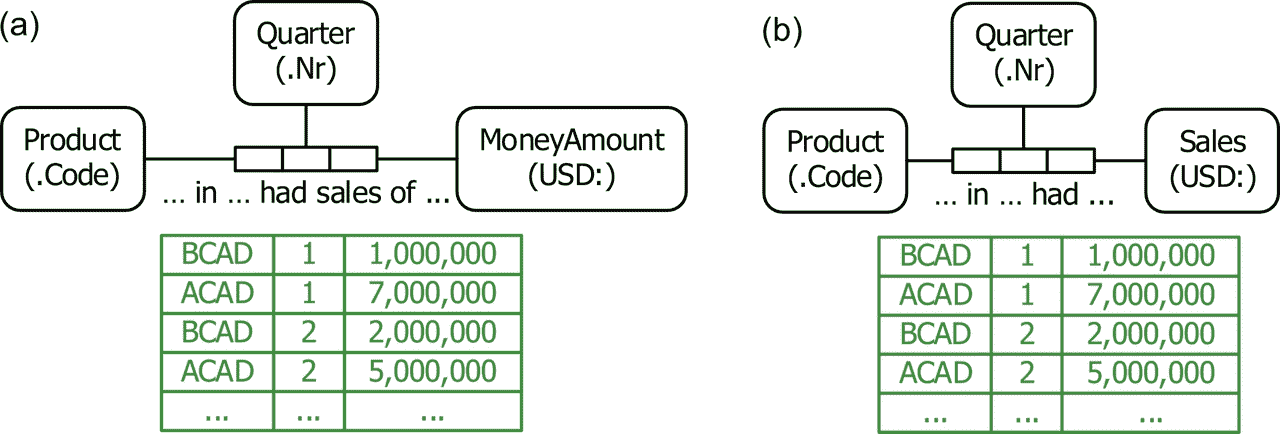 (a)
Quarter
(.Nr)
Product
(.Code)
MoneyAmount
(USD:)
... in ... had sales of ...
BCAD 1 1,000,000
ACAD 1 7,000,000
BCAD 2 2,000,000
ACAD 2 5,000,000
... ... ...
(b)
Quarter
(.Nr)
Product
(.Code)
Sales
(USD:)
... in ... had ...
BCAD 1 1,000,000
ACAD 1 7,000,000
BCAD 2 2,000,000
ACAD 2 5,000,000
... ... ...